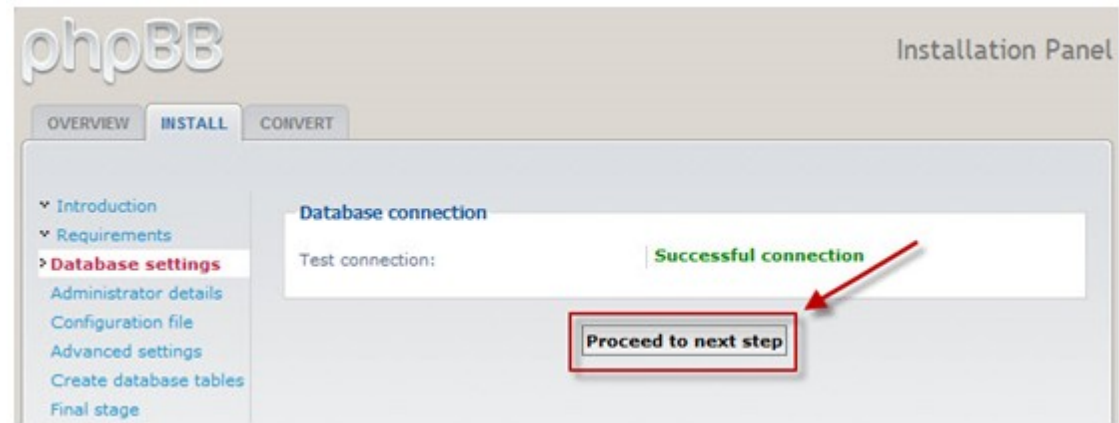 phpBB
Installation Panel
OVERVIEW INSTALL CONVERT
Introduction
Requirements
Database settings
Administrator details
Configuration file
Advanced settings
Create database tables
Final stage
Database connection
Test connection: Successful connection
Proceed to next step